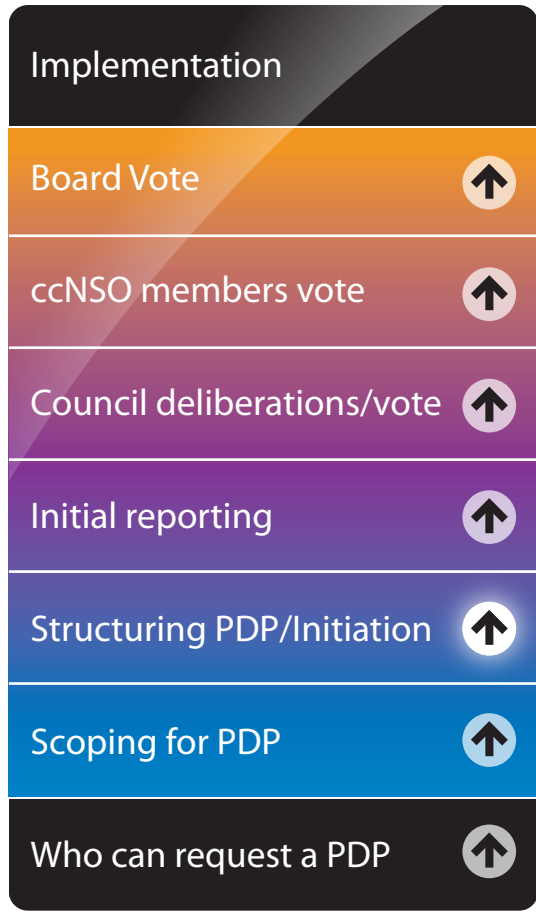 Implementation
Board Vote
ccNSO members vote
Council deliberations/vote
Initial reporting
Structuring PDP/Initiation
Scoping for PDP
Who can request a PDP